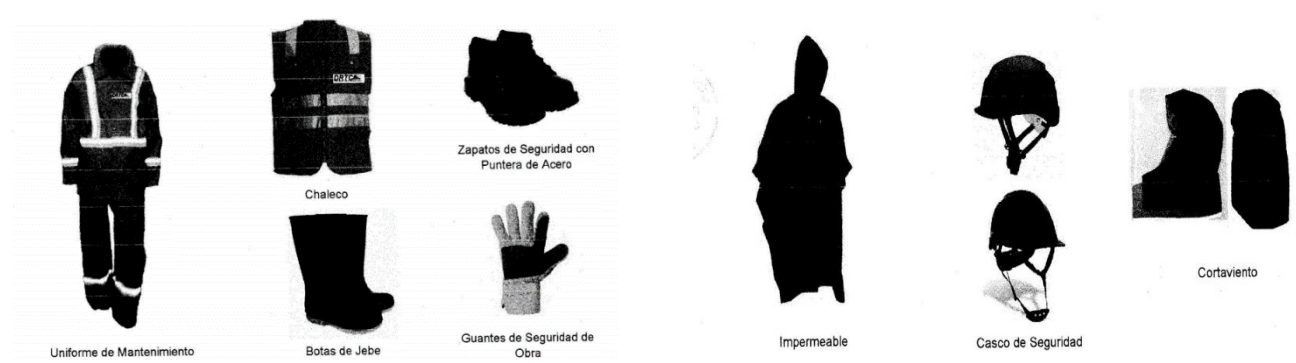 Uniforme de Mantenimiento
Chaleco
Botas de Jebe
Zapatos de Seguridad con
Puntera de Acero
Guantes de Seguridad de
Obra
Impermeable
Casco de Seguridad
Cortaviento